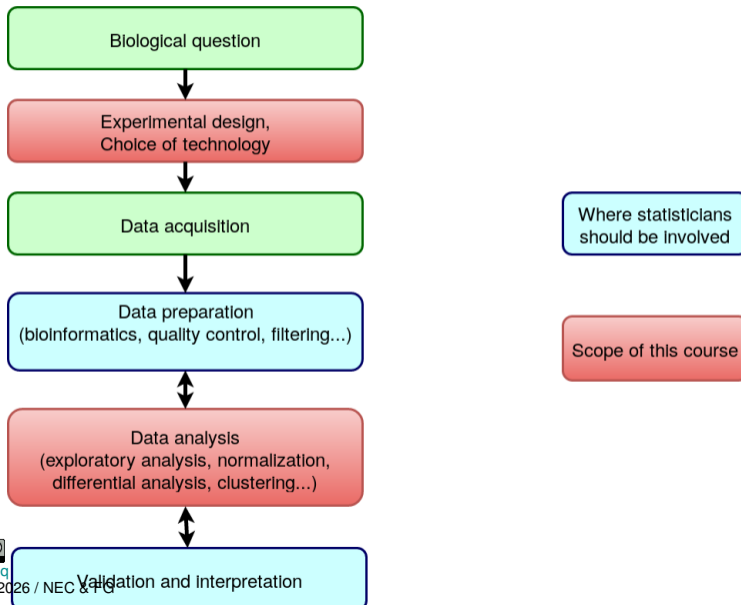 Biological question
Experimental design,
Choice of technology
Data acquisition
Where statisticians
should be involved
Data preparation
(bioinformatics, quality control, filtering...)
Scope of this course
Data analysis
(exploratory analysis, normalization,
differential analysis, clustering...)
q
Validation and interpretation
2026 / NEC & FG